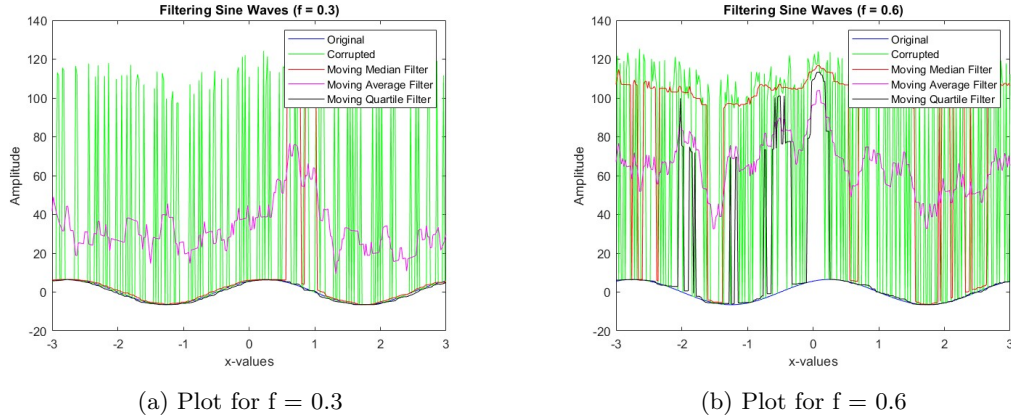 Filtering Sine Waves (f = 0.3)
140
120
100
80
60
40
20
0
-20
Amplitude
-3
-2
-1
0
1
2
3
x-values
Original
Corrupted
Moving Median Filter
Moving Average Filter
Moving Quartile Filter
(a) Plot for f = 0.3
Filtering Sine Waves (f = 0.6)
140
120
100
80
60
40
20
0
-20
Amplitude
-3
-2
-1
0
1
2
3
x-values
Original
Corrupted
Moving Median Filter
Moving Average Filter
Moving Quartile Filter
(b) Plot for f = 0.6